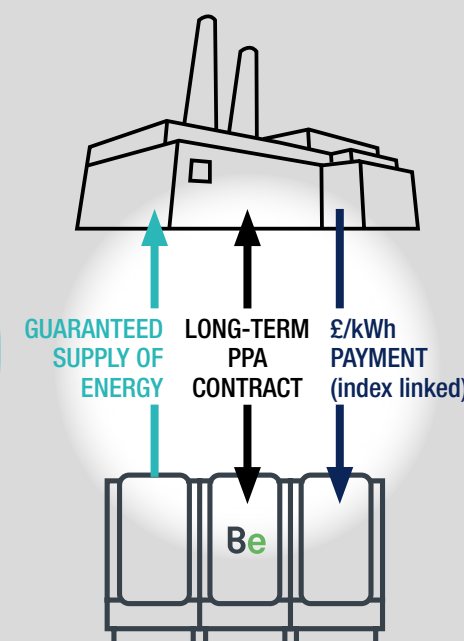 GUARANTEED
SUPPLY OF
ENERGY
LONG-TERM
PPA
CONTRACT
£/kWh
PAYMENT
(index linked)
Be